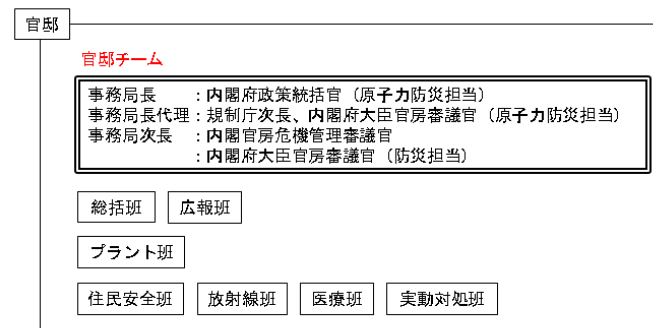 官邸
官邸チーム
事務局長　　：内閣府政策統括官（原子力防災担当）
事務局長代理：規制庁次長、内閣府大臣官房審議官（原子力防災担当）
事務局次長　：内閣官房危機管理審議官
：内閣府大臣官房審議官（防災担当）
総括班　広報班
プラント班
住民安全班　放射線班　医療班　実動対処班